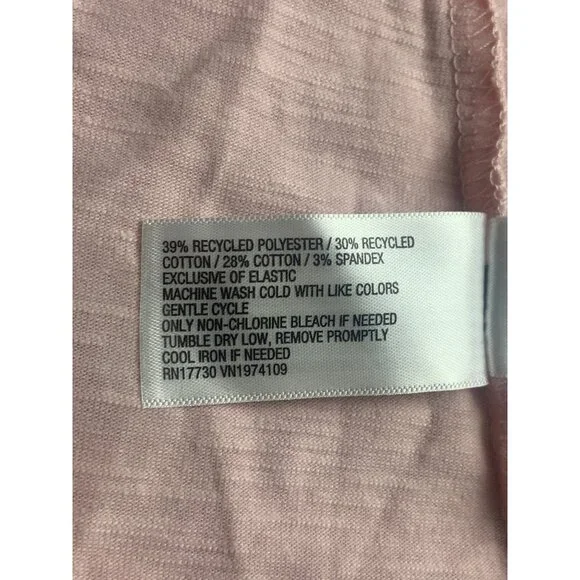 39% RECYCLED POLYESTER / 30% RECYCLED
COTTON / 28% COTTON / 3% SPANDEX
EXCLUSIVE OF ELASTIC
MACHINE WASH COLD WITH LIKE COLORS
GENTLE CYCLE
ONLY NON-CHLORINE BLEACH IF NEEDED
TUMBLE DRY LOW, REMOVE PROMPTLY
COOL IRON IF NEEDED
RN17730 VN1974109